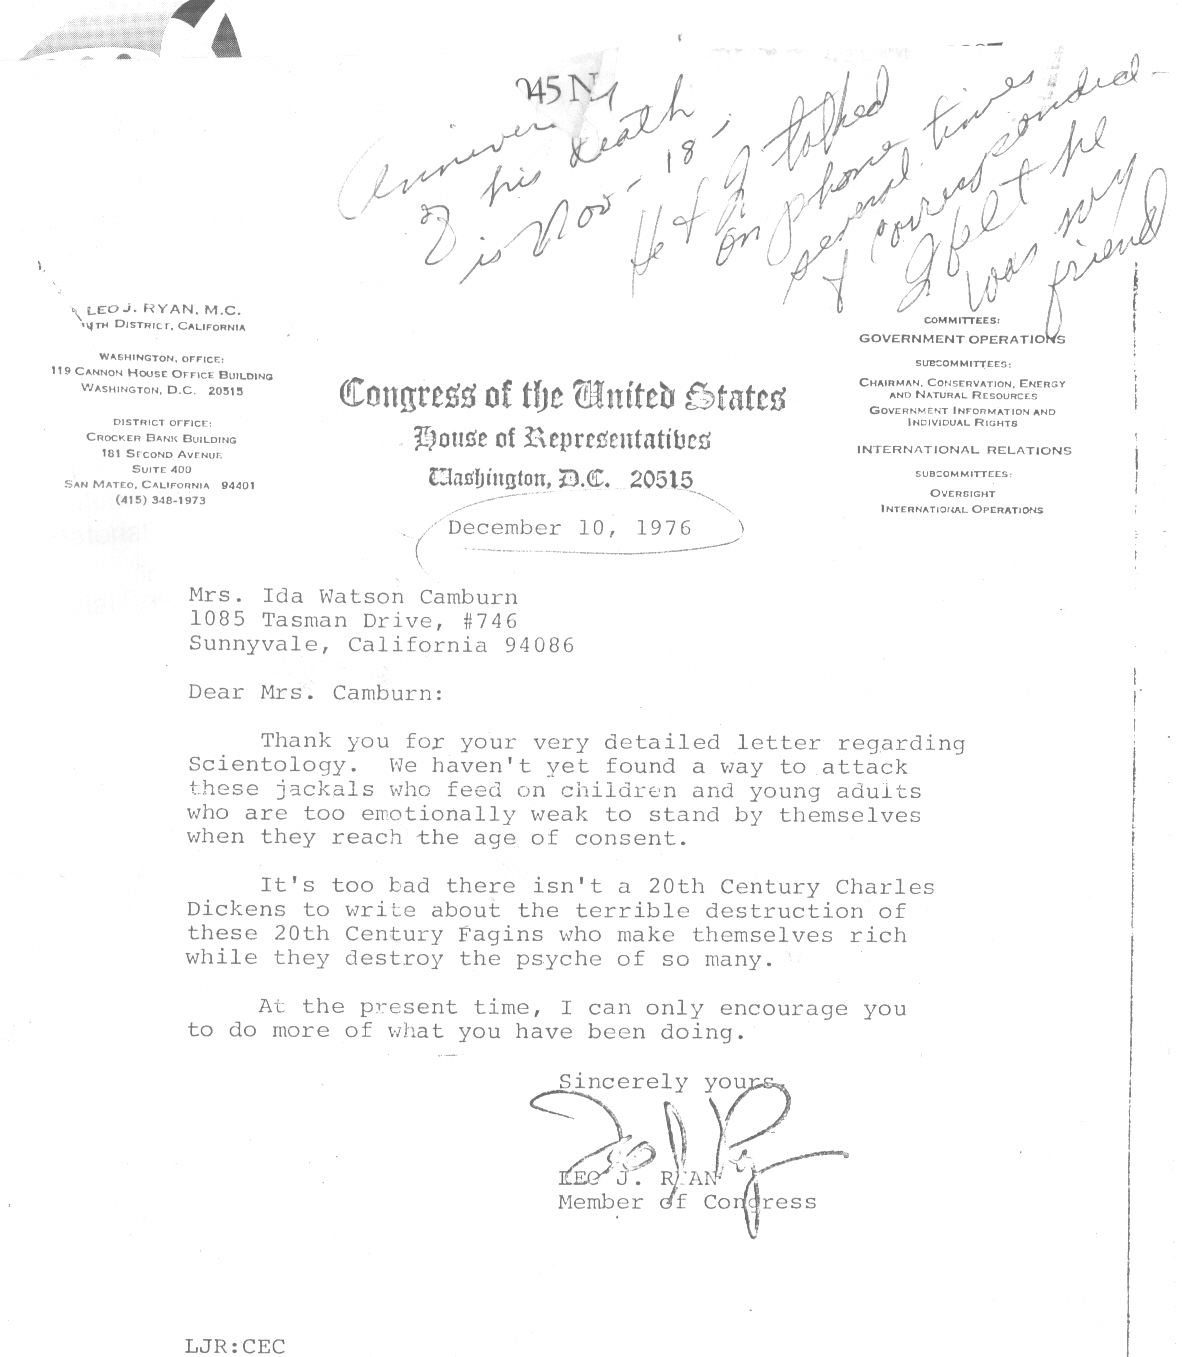 245 N
Anniver.
of his death
is Nov. 18,
He & I talked
on phone
several times
& correspondied -
I felt he
was my
friend
LEO J. RYAN, M.C.
TH DISTRICT, CALIFORNIA
WASHINGTON, OFFICE:
119 CANNON HOUSE OFFICE BUILDING
WASHINGTON, D.C. 20515
DISTRICT OFFICE:
CROCKER BANK BUILDING
181 SECOND AVENUE
SUITE 400
SAN MATEO, CALIFORNIA 94401
(415) 348-1973
Congress of the United States
House of Representatives
Washington, D.C. 20515
COMMITTEES:
GOVERNMENT OPERATIONS
SUBCOMMITTEES:
CHAIRMAN, CONSERVATION, ENERGY
AND NATURAL RESOURCES
GOVERNMENT INFORMATION AND
INDIVIDUAL RIGHTS
INTERNATIONAL RELATIONS
SUBCOMMITTEES:
OVERSIGHT
INTERNATIONAL OPERATIONS
December 10, 1976
Mrs. Ida Watson Camburn
1085 Tasman Drive, #746
Sunnyvale, California 94086
Dear Mrs. Camburn:
Thank you for your very detailed letter regarding
Scientology. We haven't yet found a way to attack
these jackals who feed on children and young adults
who are too emotionally weak to stand by themselves
when they reach the age of consent.
It's too bad there isn't a 20th Century Charles
Dickens to write about the terrible destruction of
these 20th Century Fagins who make themselves rich
while they destroy the psyche of so many.
At the present time, I can only encourage you
to do more of what you have been doing.
Sincerely yours,
Leo J. Ryan
LEO J. RYAN
Member of Congress
LJR:CEC